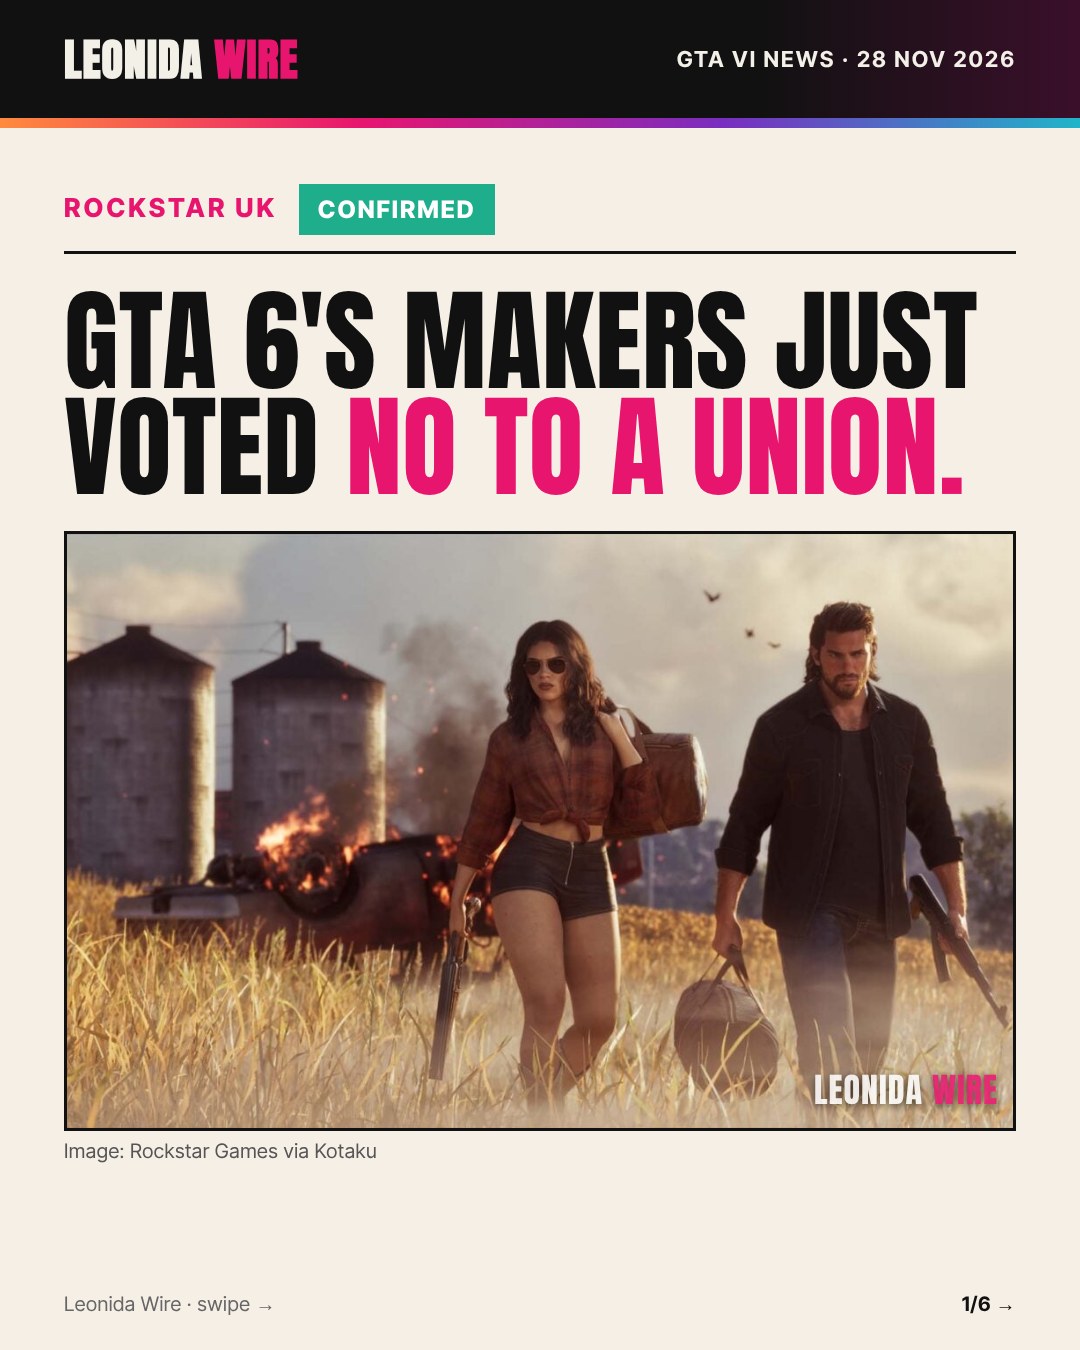 LEONIDA WIRE
GTA VI NEWS · 28 NOV 2026
ROCKSTAR UK
CONFIRMED
GTA 6'S MAKERS JUST
VOTED NO TO A UNION.
LEONIDA WIRE
Image: Rockstar Games via Kotaku
Leonida Wire · swipe →
1/6 →